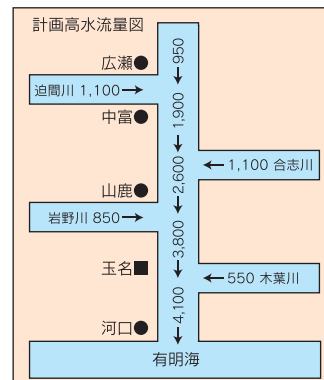 計画高水流量図
950
広瀬●
迫間川 1,100→
1,900
中富●
←1,100 合志川
2,600
山鹿●
岩野川 850→
3,800
玉名■
←550 木葉川
4,100
河口●
有明海